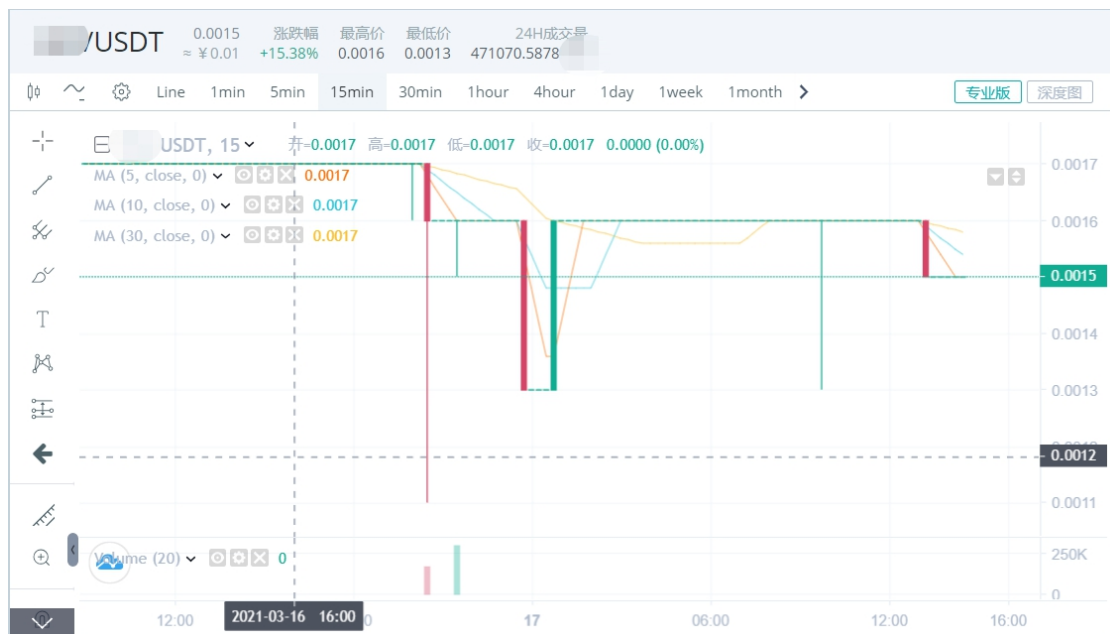 /USDT
0.0015 涨跌幅 最高价 最低价 24H成交量
≈ ¥0.01 +15.38% 0.0016 0.0013 471070.5878
Line 1min 5min 15min 30min 1hour 4hour 1day 1week 1month 专业版 深度图
USDT, 15 开=0.0017 高=0.0017 低=0.0017 收=0.0017 0.0000 (0.00%)
MA (5, close, 0) 0.0017
MA (10, close, 0) 0.0017
MA (30, close, 0) 0.0017
0.0017
0.0016
0.0015
0.0014
0.0013
0.0012
0.0011
Volume (20) 0
250K
0
12:00 2021-03-16 16:00 17 06:00 12:00 16:00